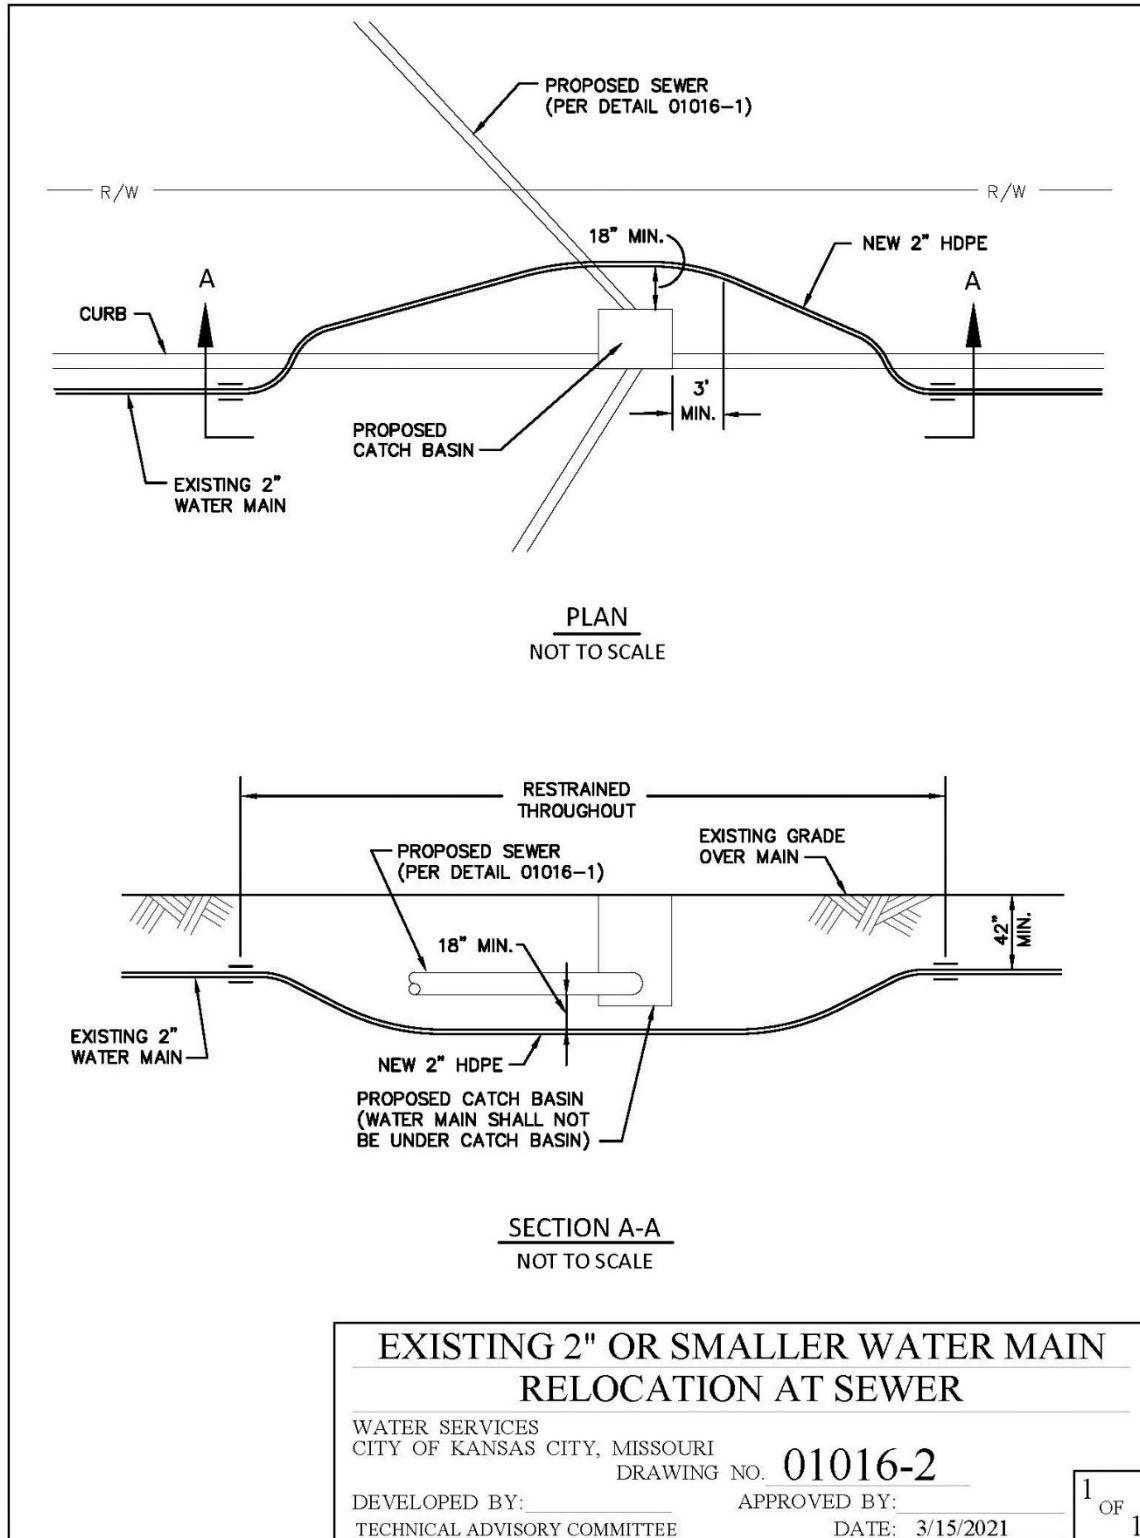 PROPOSED SEWER
(PER DETAIL 01016-1)
R/W
R/W
18" MIN.
NEW 2" HDPE
A
A
CURB
3'
MIN.
PROPOSED
CATCH BASIN
EXISTING 2"
WATER MAIN
PLAN
NOT TO SCALE
RESTRAINED
THROUGHOUT
EXISTING GRADE
OVER MAIN
PROPOSED SEWER
(PER DETAIL 01016-1)
42"
MIN.
18" MIN.
EXISTING 2"
WATER MAIN
NEW 2" HDPE
PROPOSED CATCH BASIN
(WATER MAIN SHALL NOT
BE UNDER CATCH BASIN)
SECTION A-A
NOT TO SCALE
EXISTING 2" OR SMALLER WATER MAIN
RELOCATION AT SEWER
WATER SERVICES
CITY OF KANSAS CITY, MISSOURI
DRAWING NO. 01016-2
DEVELOPED BY:
APPROVED BY:
TECHNICAL ADVISORY COMMITTEE
DATE: 3/15/2021
1 OF 1